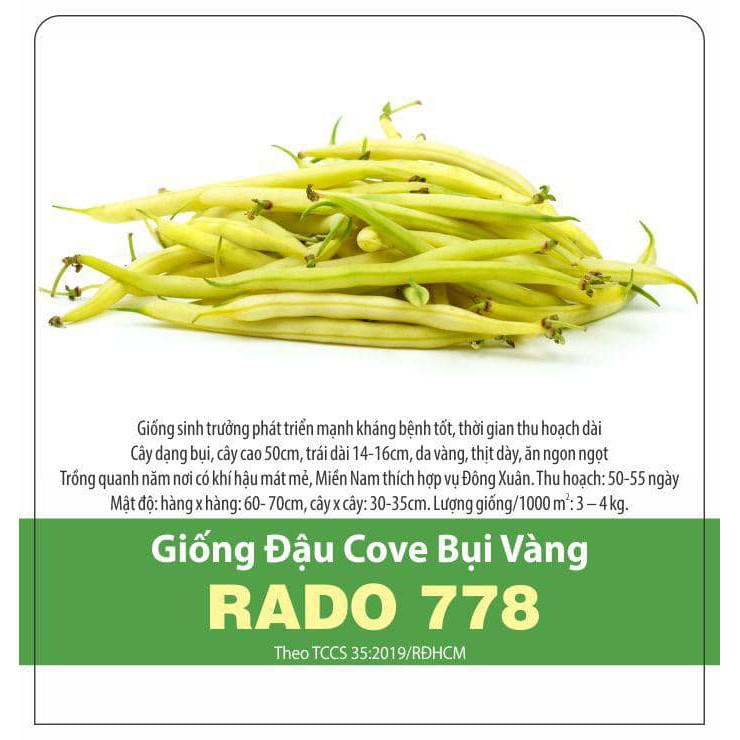 Giống sinh trưởng phát triển mạnh kháng bệnh tốt, thời gian thu hoạch dài
Cây dạng bụi, cây cao 50cm, trái dài 14-16cm, da vàng, thịt dày, ăn ngon ngọt
Trồng quanh năm nơi có khí hậu mát mẻ, Miền Nam thích hợp vụ Đông Xuân. Thu hoạch: 50-55 ngày
Mật độ: hàng x hàng: 60- 70cm, cây x cây: 30-35cm. Lượng giống/1000 m²: 3 – 4 kg.
Giống Đậu Cove Bụi Vàng
RADO 778
Theo TCCS 35:2019/RĐHCM